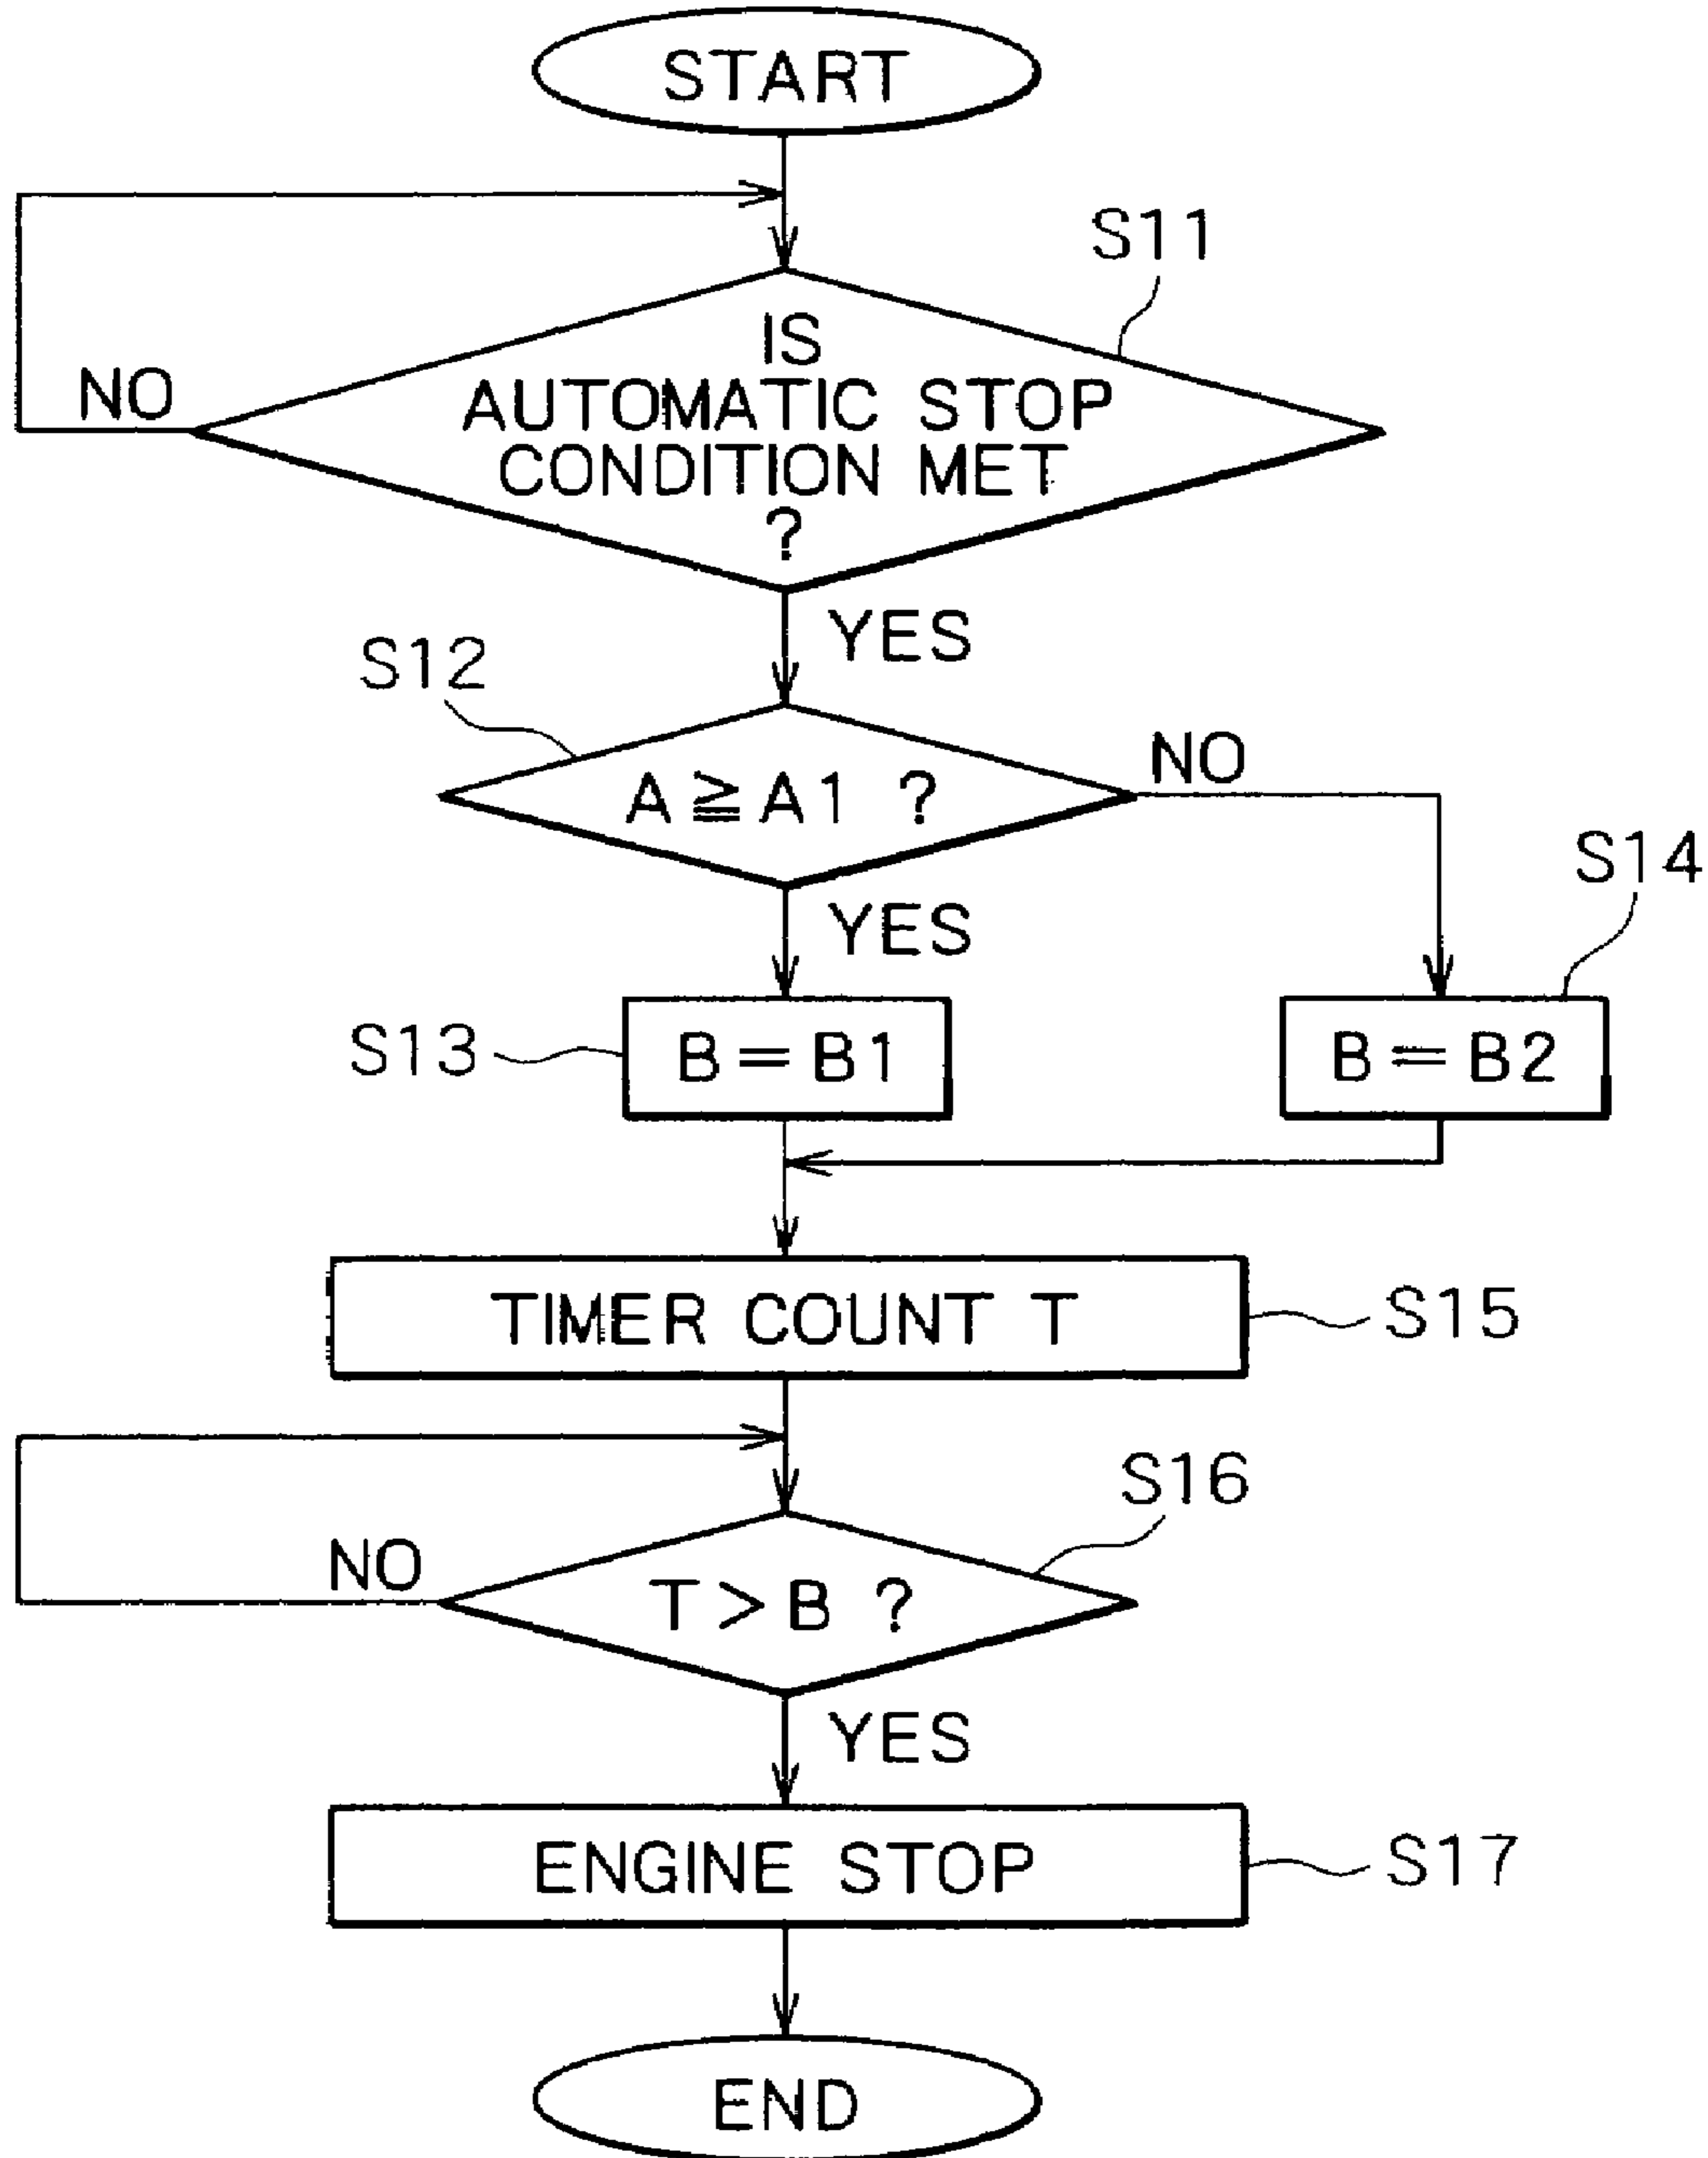 START
S11
IS
AUTOMATIC STOP
CONDITION MET
?
NO
YES
S12
A ≧ A1 ?
NO
YES
S14
S13
B = B1
B = B2
TIMER COUNT T
S15
S16
NO
T > B ?
YES
ENGINE STOP
S17
END